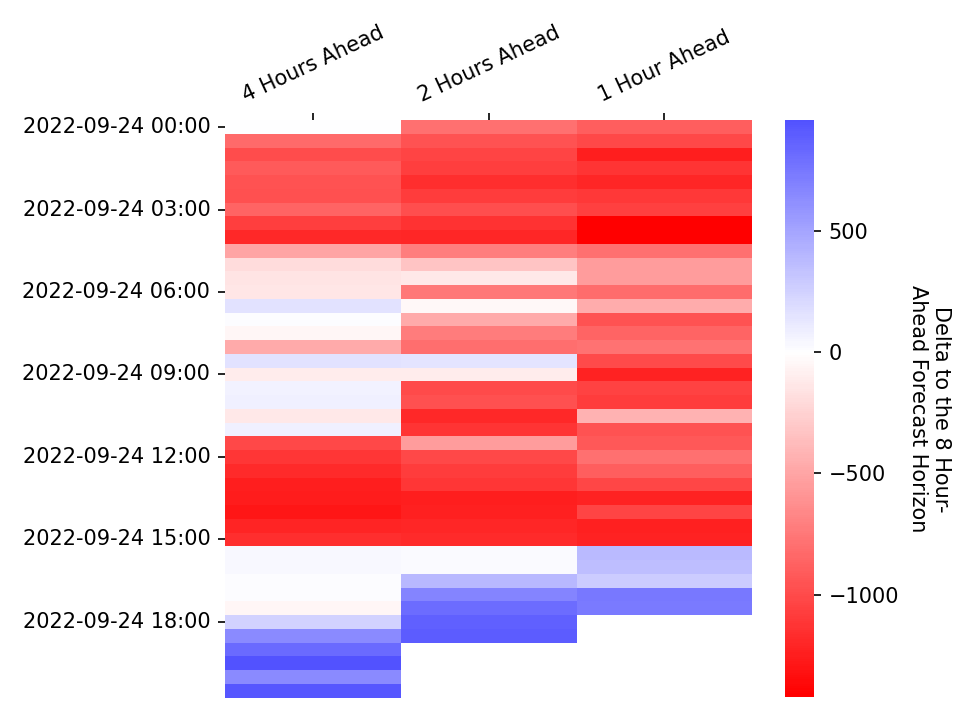 4 Hours Ahead
2 Hours Ahead
1 Hour Ahead
2022-09-24 00:00
2022-09-24 03:00
2022-09-24 06:00
2022-09-24 09:00
2022-09-24 12:00
2022-09-24 15:00
2022-09-24 18:00
500
0
−500
−1000
Delta to the 8 Hour-
Ahead Forecast Horizon